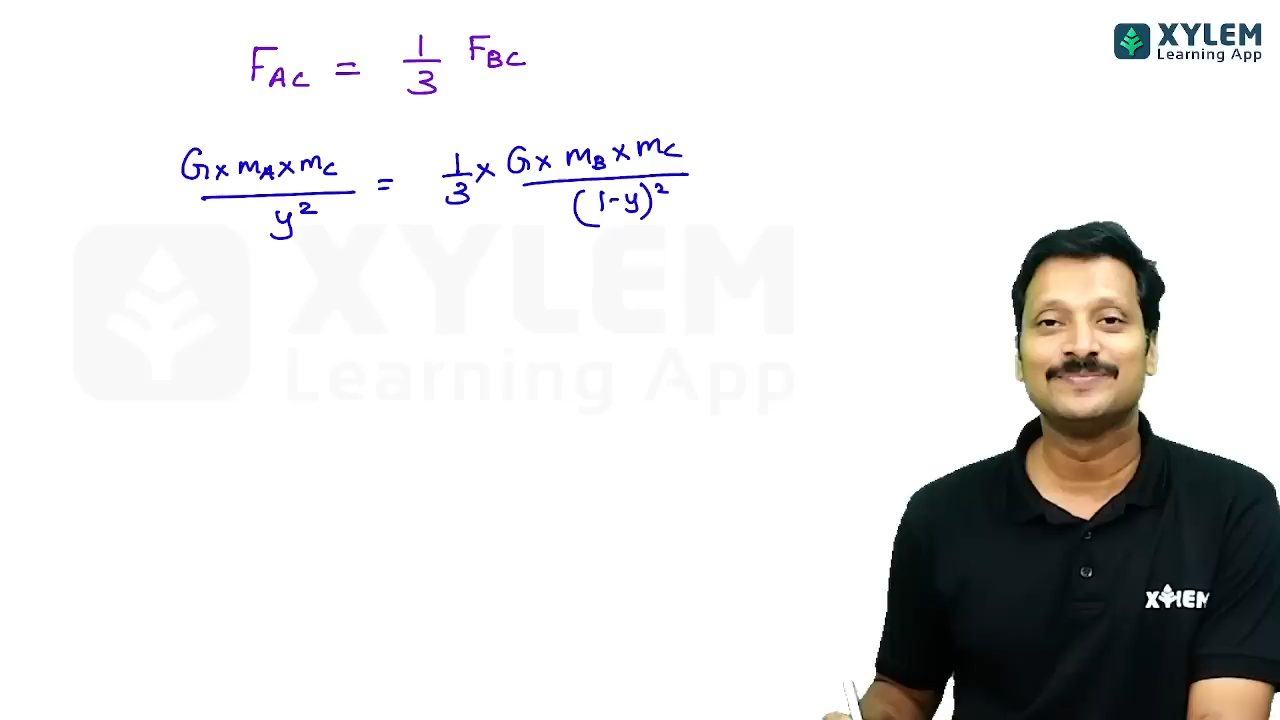 XYLEM
Learning App
F_AC = 1/3 F_BC
G×m_A×m_C/y² = 1/3 × G×m_B×m_C/(1-y)²
XYLEM
Learning App
XYLEM